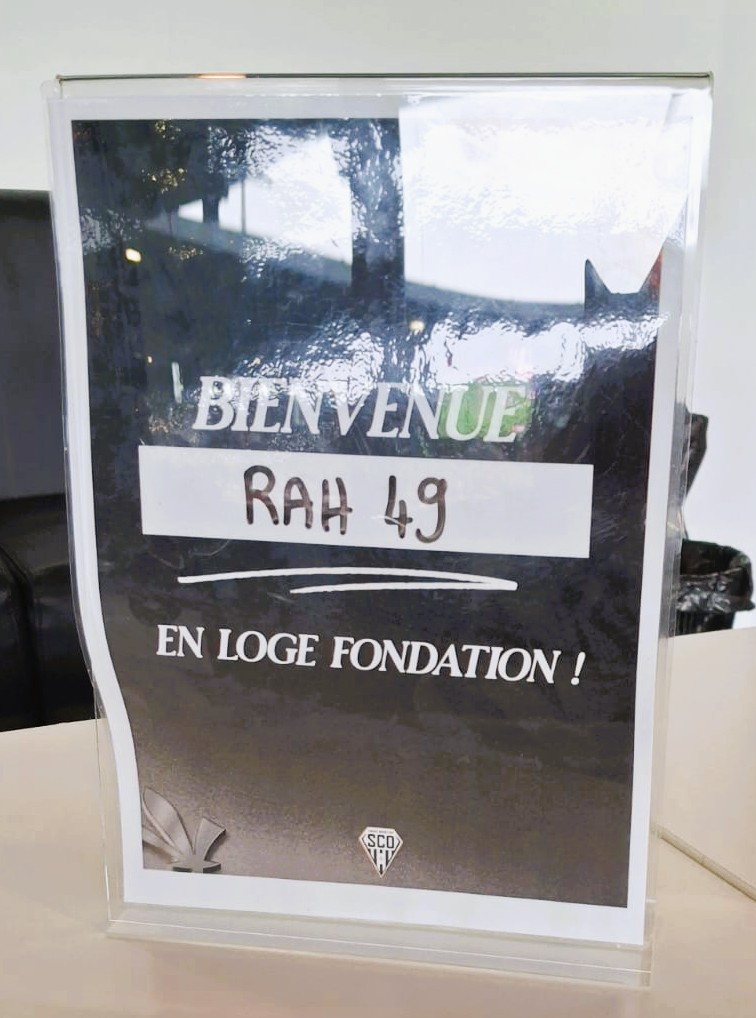 BIENVENUE
RAH 49
EN LOGE FONDATION !
SCO